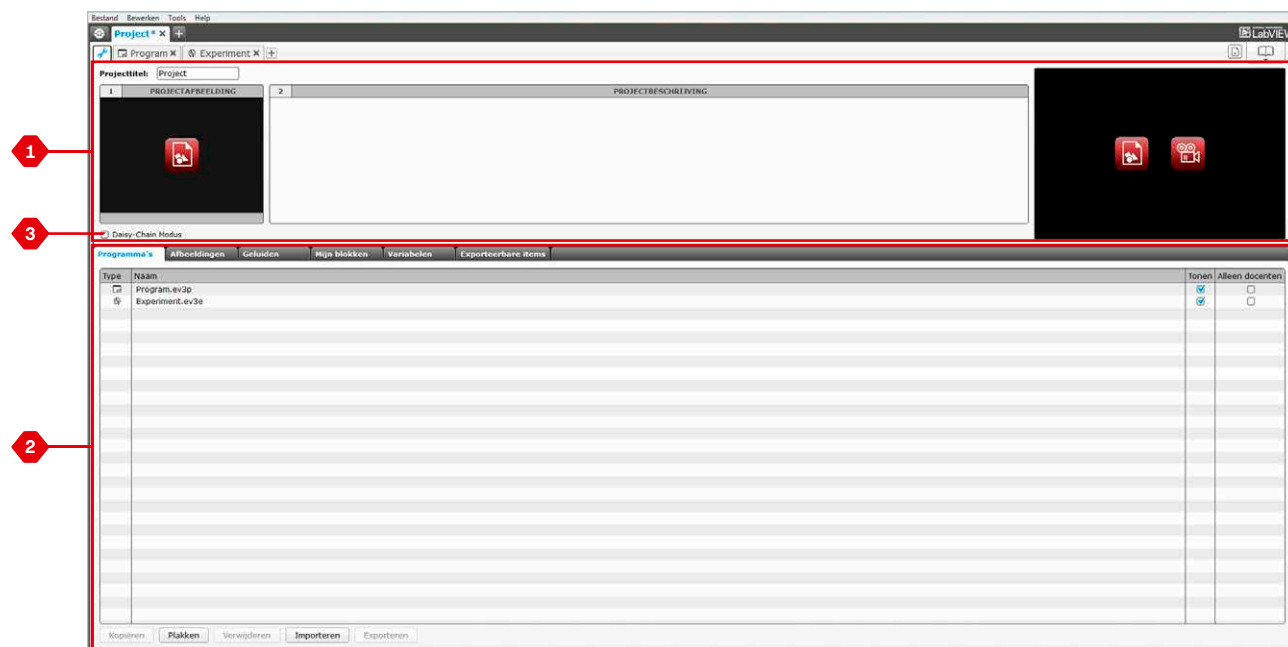 Bestand Bewerken Tools Help
Project* × +
LabVIEW
Program × Experiment × +
Projecttitel: Project
1 PROJECTAFBEELDING 2 PROJECTBESCHRIJVING
1
3
Daisy-Chain Modus
Programma's Afbeeldingen Geluiden Mijn blokken Variabelen Exporteerbare items
Type Naam Tonen Alleen docenten
Program.ev3p
Experiment.ev3e
2
Kopiëren Plakken Verwijderen Importeren Exporteren